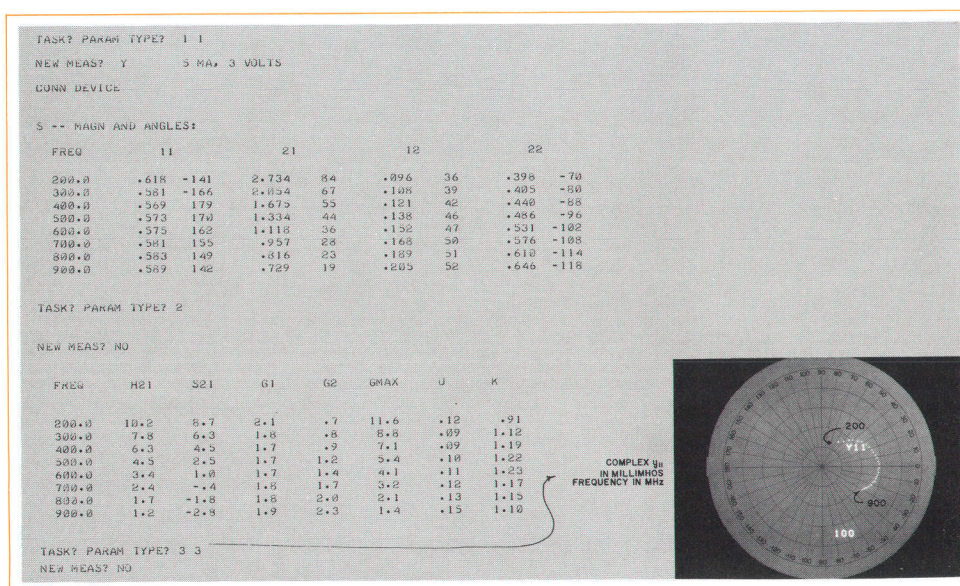 TASK? PARAM TYPE? 1 1
NEW MEAS? Y 5 MA, 3 VOLTS
CONN DEVICE
S -- MAGN AND ANGLES:
FREQ 11 21 12 22
200.0 .618 -141 2.734 84 .096 36 .398 -70
300.0 .581 -166 2.054 67 .108 39 .405 -80
400.0 .569 179 1.675 55 .121 42 .440 -88
500.0 .573 170 1.334 44 .138 46 .486 -96
600.0 .575 162 1.118 36 .152 47 .531 -102
700.0 .581 155 .957 28 .168 50 .576 -108
800.0 .583 149 .816 23 .189 51 .610 -114
900.0 .589 142 .729 19 .205 52 .646 -118
TASK? PARAM TYPE? 2
NEW MEAS? NO
FREQ H21 S21 G1 G2 GMAX U K
200.0 10.2 8.7 2.1 .7 11.6 .12 .91
300.0 7.8 6.3 1.8 .8 8.8 .09 1.12
400.0 6.3 4.5 1.7 .9 7.1 .09 1.19
500.0 4.5 2.5 1.7 1.2 5.4 .10 1.22
600.0 3.4 1.0 1.7 1.4 4.1 .11 1.23
700.0 2.4 -.4 1.8 1.7 3.2 .12 1.17
800.0 1.7 -1.8 1.8 2.0 2.1 .13 1.15
900.0 1.2 -2.8 1.9 2.3 1.4 .15 1.10
COMPLEX y11
IN MILLIMHOS
FREQUENCY IN MHz
200
Y11
900
100
TASK? PARAM TYPE? 3 3
NEW MEAS? NO